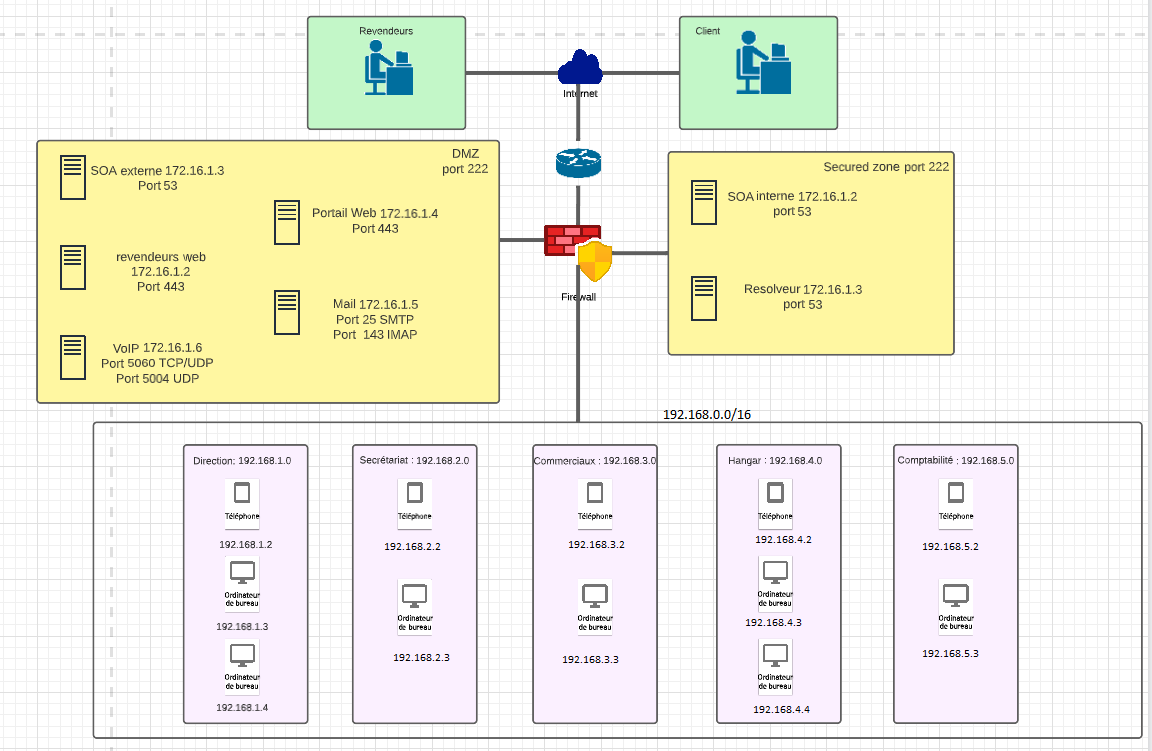 Revendeurs
Client
Internet
DMZ
port 222
SOA externe 172.16.1.3
Port 53
Portail Web 172.16.1.4
Port 443
revendeurs web
172.16.1.2
Port 443
Mail 172.16.1.5
Port 25 SMTP
Port 143 IMAP
VoIP 172.16.1.6
Port 5060 TCP/UDP
Port 5004 UDP
Firewall
Secured zone port 222
SOA interne 172.16.1.2
port 53
Resolveur 172.16.1.3
port 53
192.168.0.0/16
Direction: 192.168.1.0
Téléphone
192.168.1.2
Ordinateur
de bureau
192.168.1.3
Ordinateur
de bureau
192.168.1.4
Secrétariat : 192.168.2.0
Téléphone
192.168.2.2
Ordinateur
de bureau
192.168.2.3
Commerciaux : 192.168.3.0
Téléphone
192.168.3.2
Ordinateur
de bureau
192.168.3.3
Hangar : 192.168.4.0
Téléphone
192.168.4.2
Ordinateur
de bureau
192.168.4.3
Ordinateur
de bureau
192.168.4.4
Comptabilité : 192.168.5.0
Téléphone
192.168.5.2
Ordinateur
de bureau
192.168.5.3